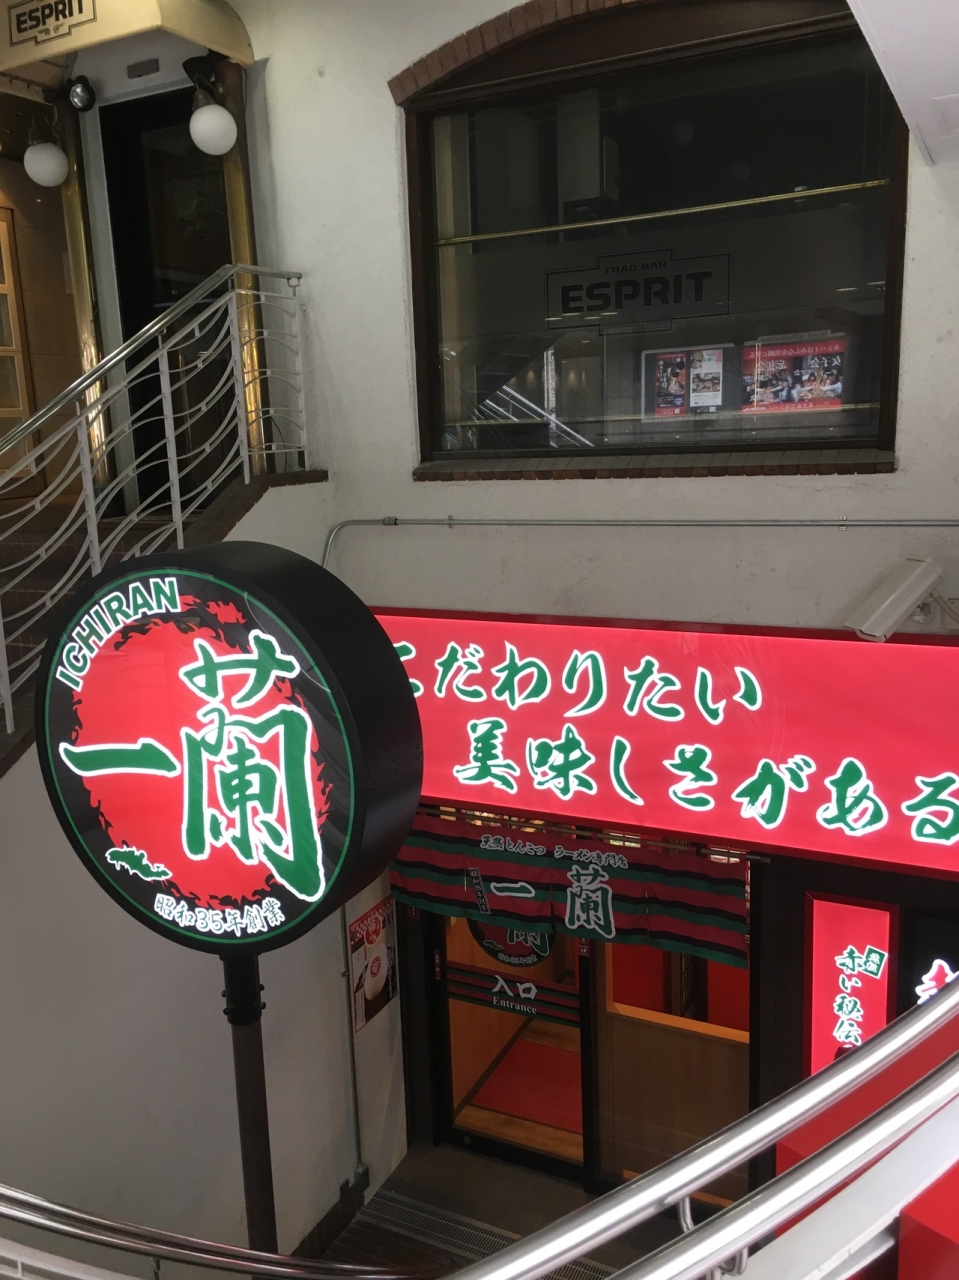 ESPRIT
TRAD BAR
ESPRIT
ICHIRAN
一蘭
昭和35年創業
こだわりたい
美味しさがある
天然とんこつ ラーメン専門店
一蘭
入口
Entrance
赤い秘伝